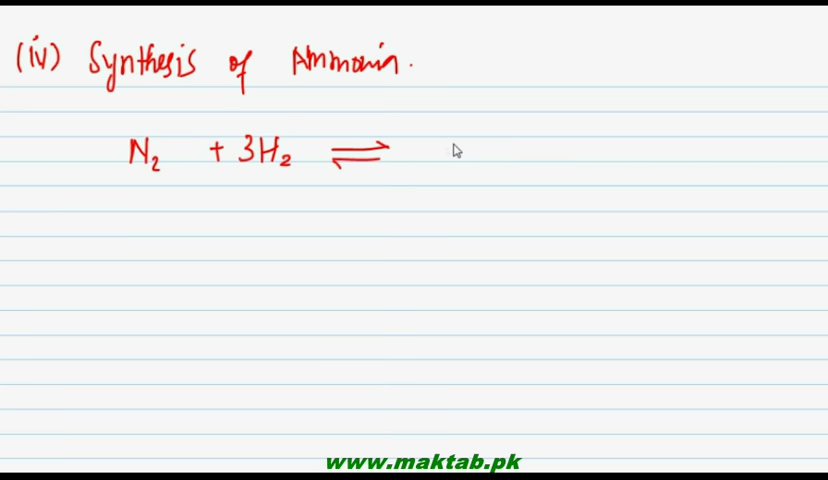 (iv) Synthesis of Ammonia.
N₂ + 3H₂ ⇌
www.maktab.pk